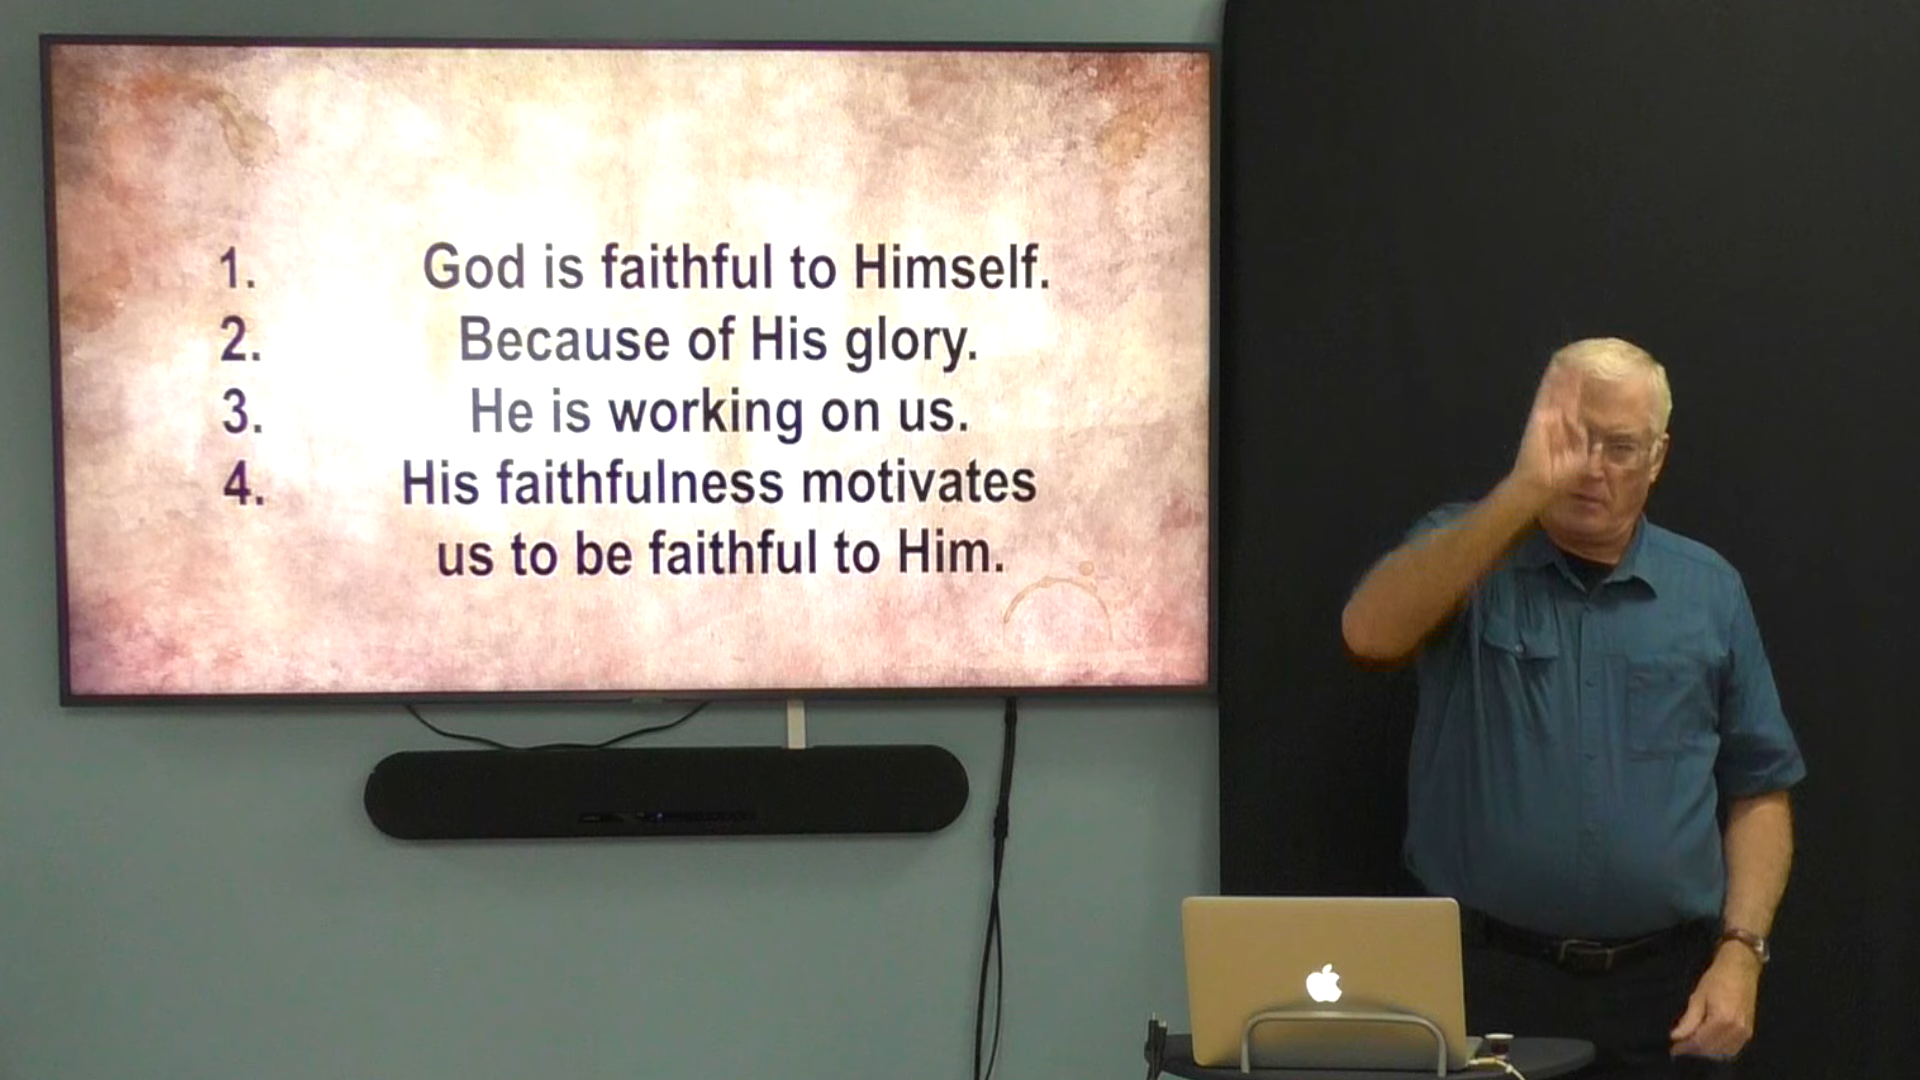 1. God is faithful to Himself.
2. Because of His glory.
3. He is working on us.
4. His faithfulness motivates
us to be faithful to Him.